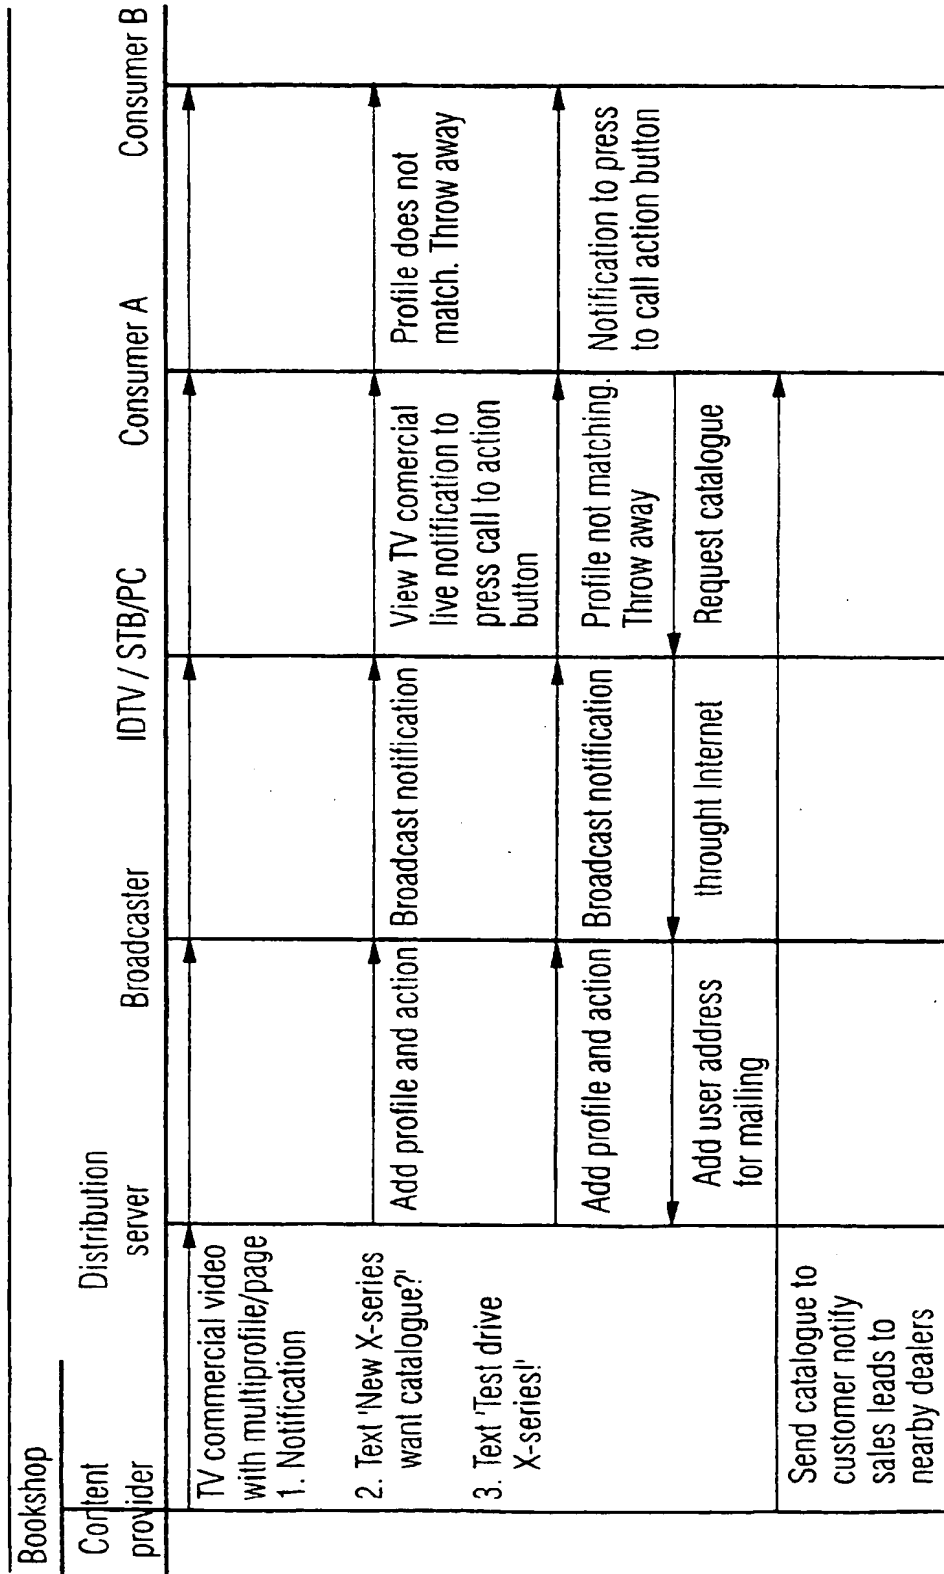 Bookshop
Content
provider
Distribution
server
Broadcaster
IDTV / STB/PC
Consumer A
Consumer B
TV commercial video
with multiprofile/page
1. Notification
2. Text 'New X-series
want catalogue?'
3. Text 'Test drive
X-series!'
Add profile and action
Broadcast notification
View TV comercial
live notification to
press call to action
button
Profile does not
match. Throw away
Add profile and action
Broadcast notification
Profile not matching.
Throw away
Notification to press
to call action button
Add user address
for mailing
throught Internet
Request catalogue
Send catalogue to
customer notify
sales leads to
nearby dealers